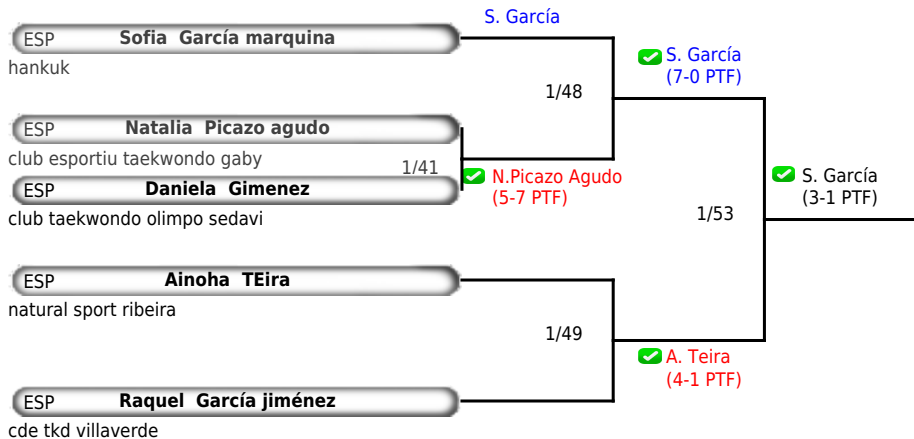 S. García
ESP Sofia García marquina
hankuk
S. García
(7-0 PTF)
1/48
ESP Natalia Picazo agudo
club esportiu taekwondo gaby
1/41
N.Picazo Agudo
(5-7 PTF)
ESP Daniela Gimenez
club taekwondo olimpo sedavi
S. García
(3-1 PTF)
1/53
ESP Ainoha TEira
natural sport ribeira
1/49
A. Teira
(4-1 PTF)
ESP Raquel García jiménez
cde tkd villaverde